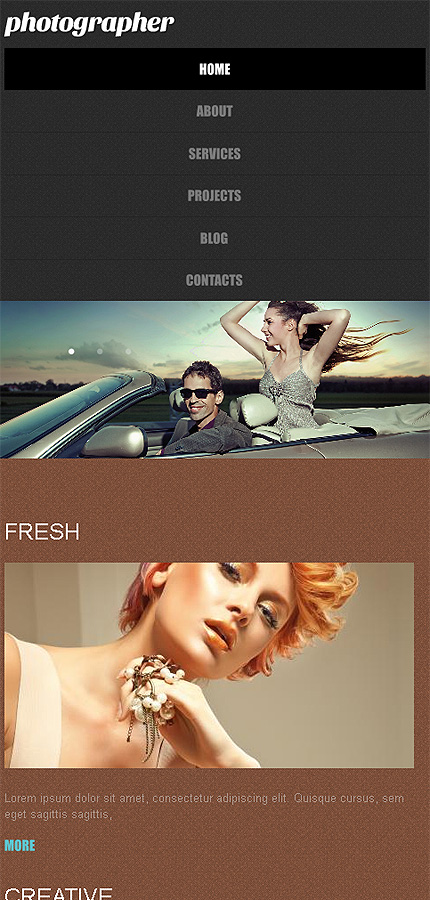 photographer
HOME
ABOUT
SERVICES
PROJECTS
BLOG
CONTACTS
FRESH
Lorem ipsum dolor sit amet, consectetur adipiscing elit. Quisque cursus, sem
eget sagittis sagittis,
MORE
CREATIVE